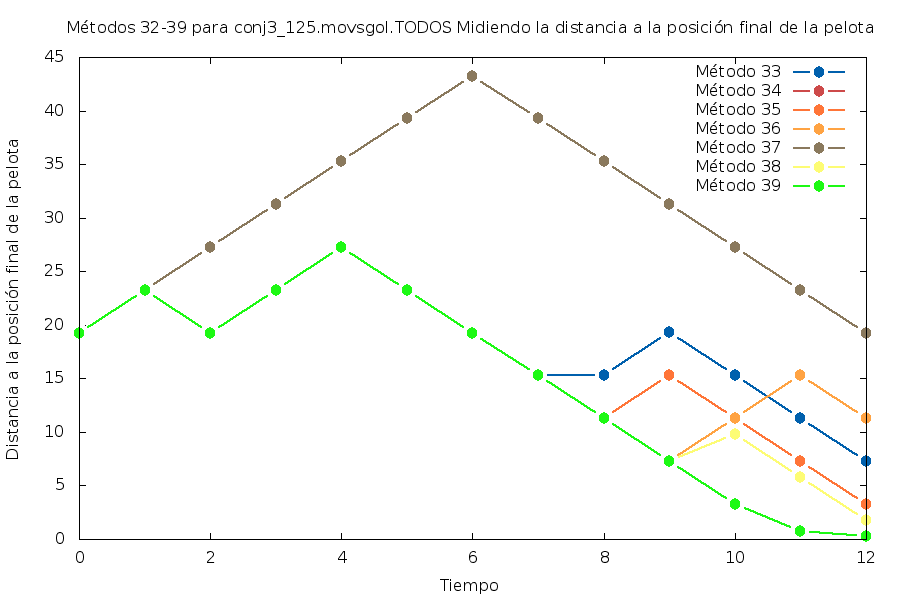 Métodos 32-39 para conj3_125.movsgol.TODOS Midiendo la distancia a la posición final de la pelota
Distancia a la posición final de la pelota
45
40
35
30
25
20
15
10
5
0
Método 33
Método 34
Método 35
Método 36
Método 37
Método 38
Método 39
0 2 4 6 8 10 12
Tiempo